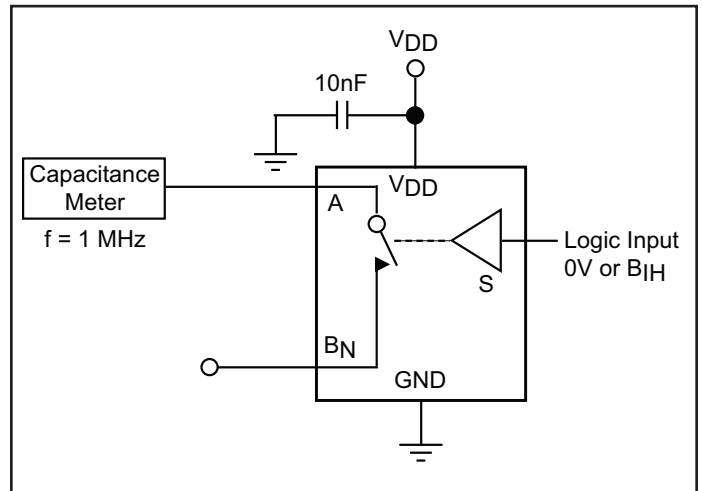 VDD
10nF
Capacitance
Meter
f = 1 MHz
VDD
A
Logic Input
0V or BIH
S
BN
GND